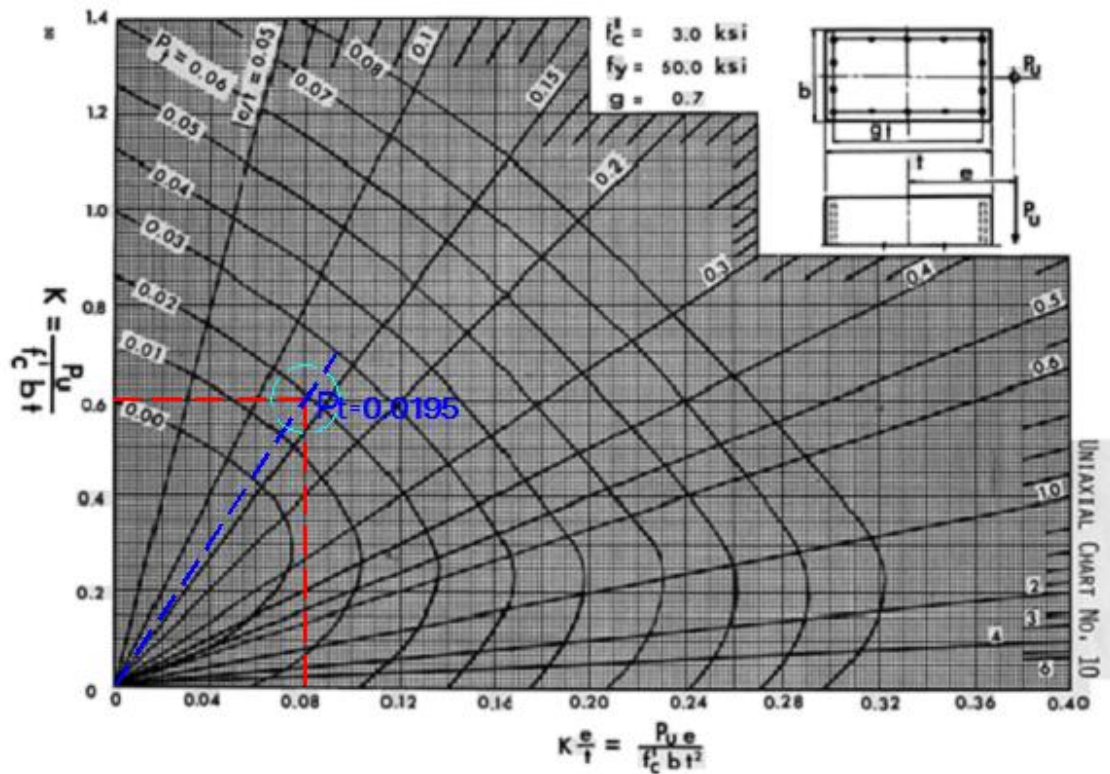 1.4
1.2
1.0
0.8
0.6
0.4
0.2
0
K = Pu / f'c b t
Pt = 0.06
e/t = 0.05
0.1
0.15
0.2
0.3
0.4
0.5
0.6
1.0
2
3
4
6
0.08
0.07
0.05
0.04
0.03
0.02
0.01
0.00
Pt=0.0195
f'c = 3.0 ksi
fy = 60.0 ksi
g = 0.7
b
gt
t
e
Pu
Pu
UNIAXIAL CHART NO. 10
0 0.04 0.08 0.12 0.16 0.20 0.24 0.28 0.32 0.36 0.40
K e/t = Pu e / f'c b t²